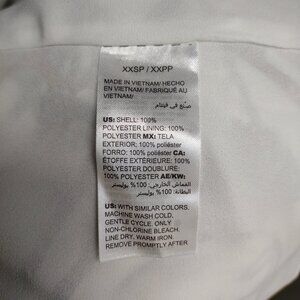 XXSP / XXPP
MADE IN VIETNAM/ HECHO
EN VIETNAM/ FABRIQUÉ AU
VIETNAM/
صنع في فيتنام
US: SHELL: 100%
POLYESTER LINING: 100%
POLYESTER MX: TELA
EXTERIOR: 100% poliéster
FORRO: 100% poliéster CA:
ÉTOFFE EXTÉRIEURE: 100%
POLYESTER DOUBLURE:
100% POLYESTER AE/KW:
القماش الخارجي: 100% بوليستر
البطانة: 100% بوليستر
US: WITH SIMILAR COLORS.
MACHINE WASH COLD,
GENTLE CYCLE. ONLY
NON-CHLORINE BLEACH.
LINE DRY. WARM IRON.
REMOVE PROMPTLY AFTER